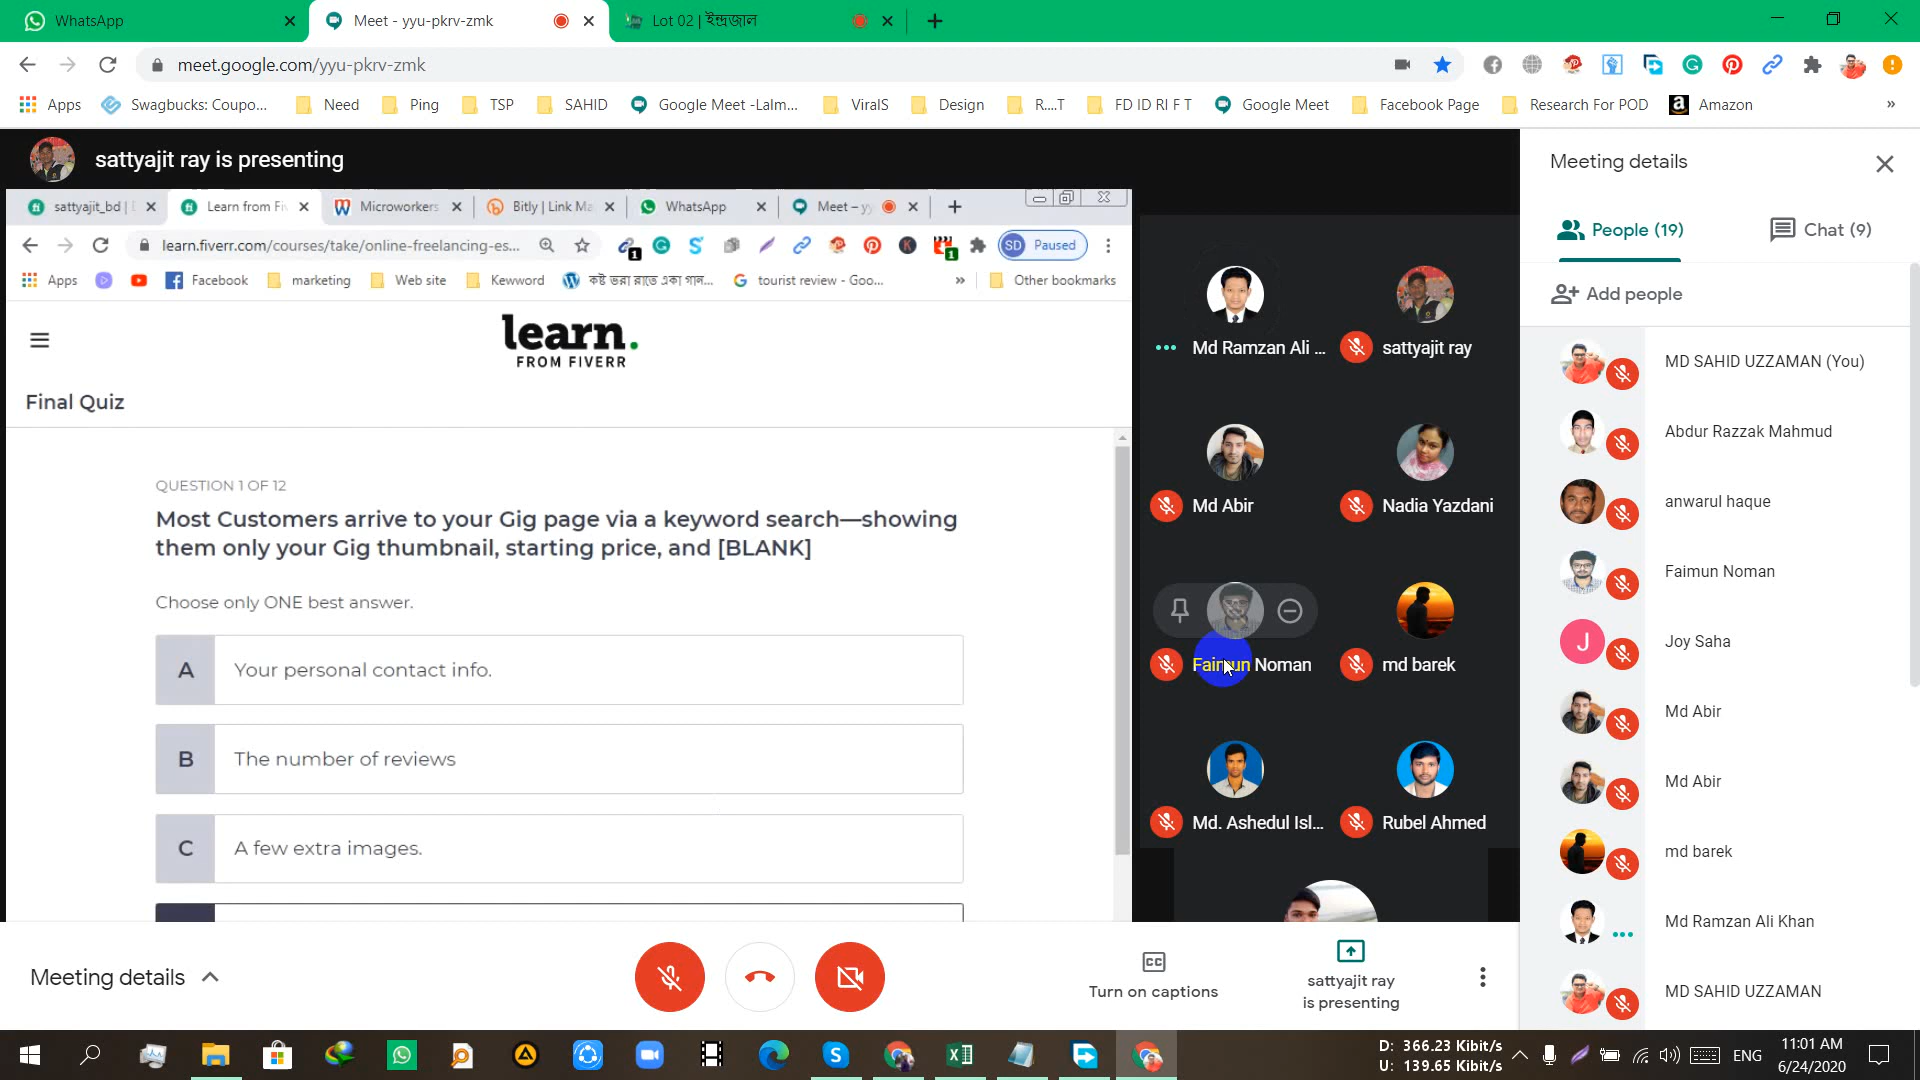 WhatsApp
Meet - yyu-pkrv-zmk
Lot 02 | ইন্দ্রজাল
meet.google.com/yyu-pkrv-zmk
Apps
Swagbucks: Coupo...
Need
Ping
TSP
SAHID
Google Meet -Lalm...
ViralS
Design
R....T
FD ID RI F T
Google Meet
Facebook Page
Research For POD
Amazon
»
sattyajit ray is presenting
sattyajit_bd |
Learn from Fi
Microworkers
Bitly | Link Ma
WhatsApp
Meet – yy
learn.fiverr.com/courses/take/online-freelancing-es...
SD Paused
Apps
Facebook
marketing
Web site
Kewword
কষ্ট ভরা রাতে একা গান...
tourist review - Goo...
»
Other bookmarks
learn.
FROM FIVERR
Final Quiz
QUESTION 1 OF 12
Most Customers arrive to your Gig page via a keyword search—showing
them only your Gig thumbnail, starting price, and [BLANK]
Choose only ONE best answer.
A Your personal contact info.
B The number of reviews
C A few extra images.
Md Ramzan Ali ...
sattyajit ray
Md Abir
Nadia Yazdani
Faimun Noman
md barek
Md. Ashedul Isl...
Rubel Ahmed
Meeting details
People (19)
Chat (9)
Add people
MD SAHID UZZAMAN (You)
Abdur Razzak Mahmud
anwarul haque
Faimun Noman
J Joy Saha
Md Abir
Md Abir
md barek
Md Ramzan Ali Khan
MD SAHID UZZAMAN
Meeting details
CC
Turn on captions
sattyajit ray
is presenting
D: 366.23 Kibit/s
U: 139.65 Kibit/s
ENG
11:01 AM
6/24/2020